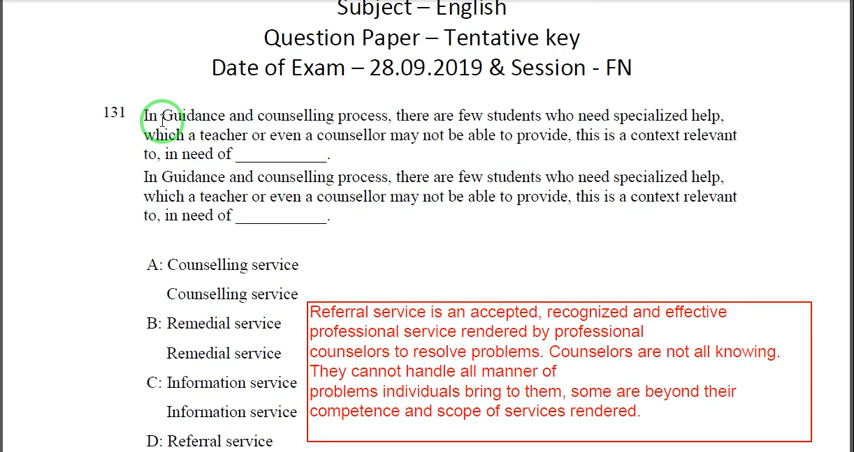 Subject – English
Question Paper – Tentative key
Date of Exam – 28.09.2019 & Session - FN
131 In Guidance and counselling process, there are few students who need specialized help,
which a teacher or even a counsellor may not be able to provide, this is a context relevant
to, in need of ___________.
In Guidance and counselling process, there are few students who need specialized help,
which a teacher or even a counsellor may not be able to provide, this is a context relevant
to, in need of ___________.
A: Counselling service
Counselling service
B: Remedial service
Remedial service
C: Information service
Information service
D: Referral service
Referral service is an accepted, recognized and effective
professional service rendered by professional
counselors to resolve problems. Counselors are not all knowing.
They cannot handle all manner of
problems individuals bring to them, some are beyond their
competence and scope of services rendered.